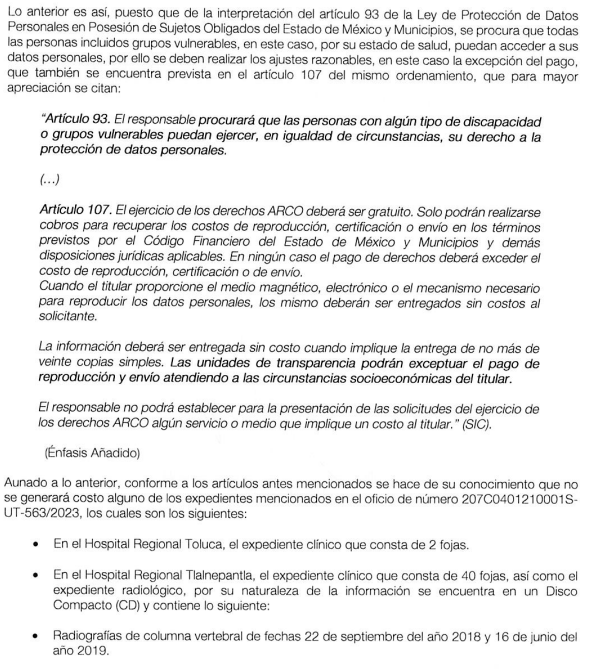 Lo anterior es así, puesto que de la interpretación del artículo 93 de la Ley de Protección de Datos
Personales en Posesión de Sujetos Obligados del Estado de México y Municipios, se procura que todas
las personas incluidos grupos vulnerables, en este caso, por su estado de salud, puedan acceder a sus
datos personales, por ello se deben realizar los ajustes razonables, en este caso la excepción del pago,
que también se encuentra prevista en el artículo 107 del mismo ordenamiento, que para mayor
apreciación se citan:
"Artículo 93. El responsable procurará que las personas con algún tipo de discapacidad
o grupos vulnerables puedan ejercer, en igualdad de circunstancias, su derecho a la
protección de datos personales.
(...)
Artículo 107. El ejercicio de los derechos ARCO deberá ser gratuito. Solo podrán realizarse
cobros para recuperar los costos de reproducción, certificación o envío en los términos
previstos por el Código Financiero del Estado de México y Municipios y demás
disposiciones jurídicas aplicables. En ningún caso el pago de derechos deberá exceder el
costo de reproducción, certificación o de envío.
Cuando el titular proporcione el medio magnético, electrónico o el mecanismo necesario
para reproducir los datos personales, los mismo deberán ser entregados sin costos al
solicitante.
La información deberá ser entregada sin costo cuando implique la entrega de no más de
veinte copias simples. Las unidades de transparencia podrán exceptuar el pago de
reproducción y envío atendiendo a las circunstancias socioeconómicas del titular.
El responsable no podrá establecer para la presentación de las solicitudes del ejercicio de
los derechos ARCO algún servicio o medio que implique un costo al titular." (SIC).
(Énfasis Añadido)
Aunado a lo anterior, conforme a los artículos antes mencionados se hace de su conocimiento que no
se generará costo alguno de los expedientes mencionados en el oficio de número 207C0401210001S-
UT-563/2023, los cuales son los siguientes:
• En el Hospital Regional Toluca, el expediente clínico que consta de 2 fojas.
• En el Hospital Regional Tlalnepantla, el expediente clínico que consta de 40 fojas, así como el
expediente radiológico, por su naturaleza de la información se encuentra en un Disco
Compacto (CD) y contiene lo siguiente:
• Radiografías de columna vertebral de fechas 22 de septiembre del año 2018 y 16 de junio del
año 2019.